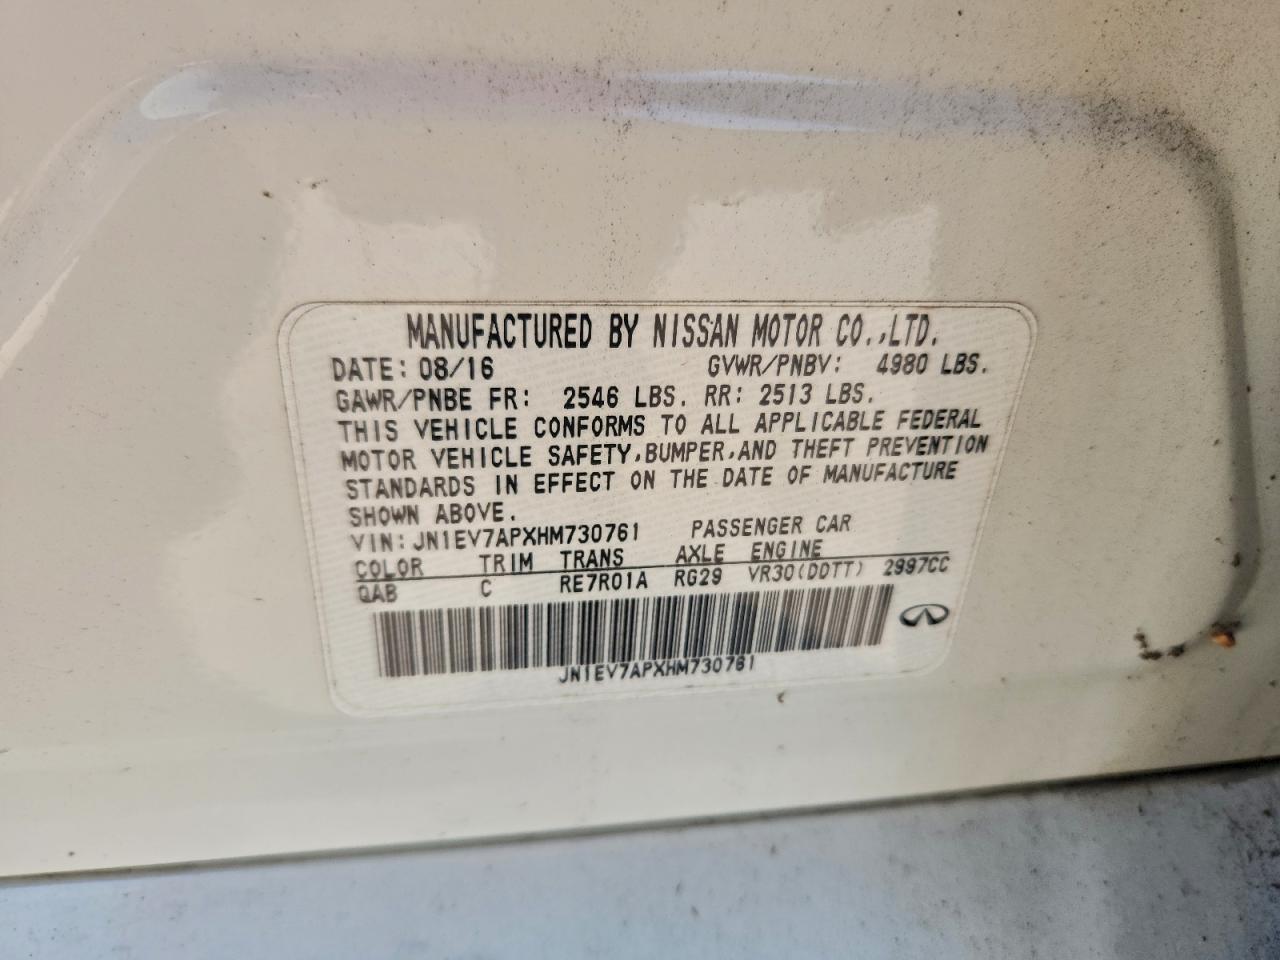 MANUFACTURED BY NISSAN MOTOR CO.,LTD.
DATE: 08/16 GVWR/PNBV: 4980 LBS.
GAWR/PNBE FR: 2546 LBS. RR: 2513 LBS.
THIS VEHICLE CONFORMS TO ALL APPLICABLE FEDERAL
MOTOR VEHICLE SAFETY,BUMPER,AND THEFT PREVENTION
STANDARDS IN EFFECT ON THE DATE OF MANUFACTURE
SHOWN ABOVE.
VIN: JN1EV7APXHM730761 PASSENGER CAR
COLOR TRIM TRANS AXLE ENGINE
QAB C RE7R01A RG29 VR30(DDTT) 2997CC
JN1EV7APXHM730761